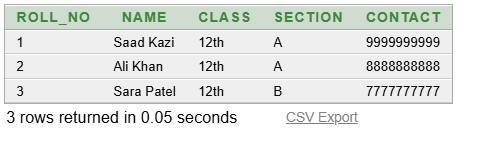 ROLL_NO NAME CLASS SECTION CONTACT
1 Saad Kazi 12th A 9999999999
2 Ali Khan 12th A 8888888888
3 Sara Patel 12th B 7777777777
3 rows returned in 0.05 seconds CSV Export